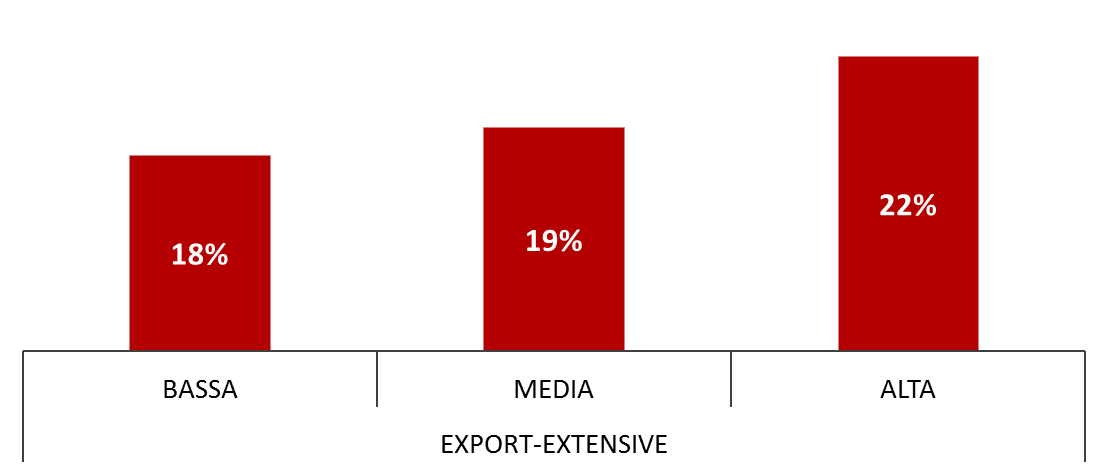 18%
19%
22%
BASSA MEDIA ALTA
EXPORT-EXTENSIVE